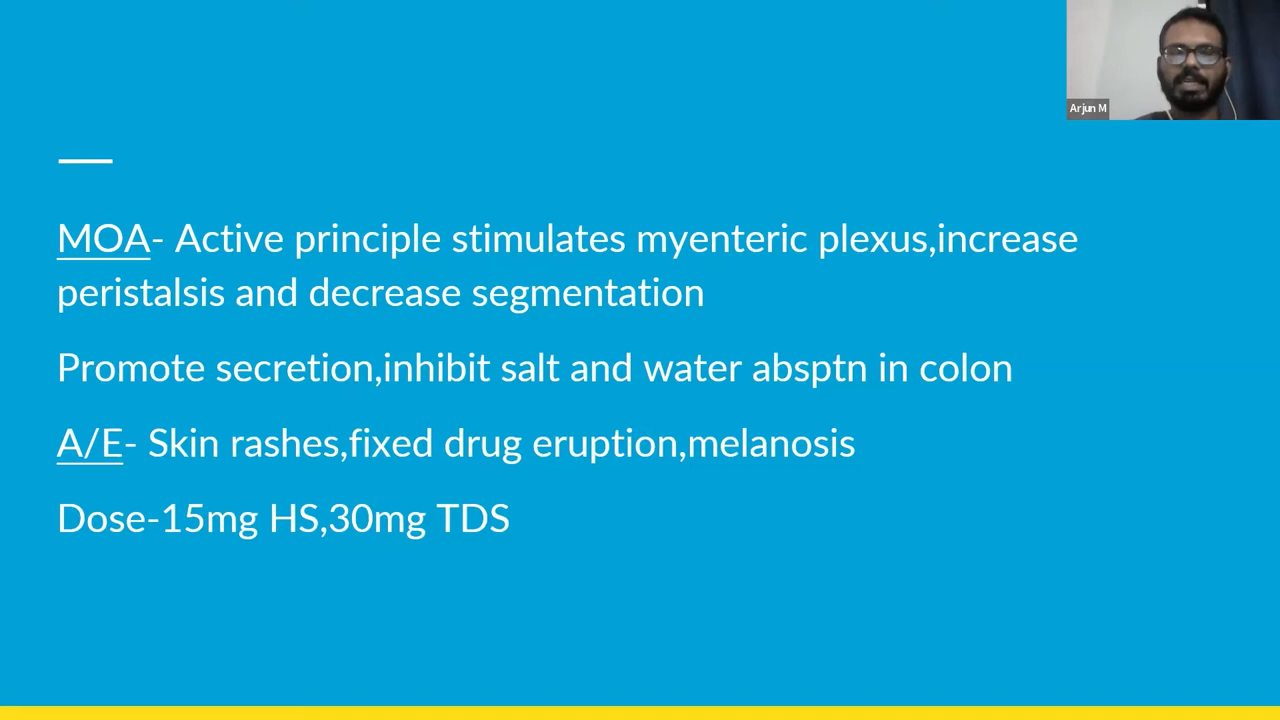 Arjun M
MOA- Active principle stimulates myenteric plexus,increase
peristalsis and decrease segmentation
Promote secretion,inhibit salt and water absptn in colon
A/E- Skin rashes,fixed drug eruption,melanosis
Dose-15mg HS,30mg TDS